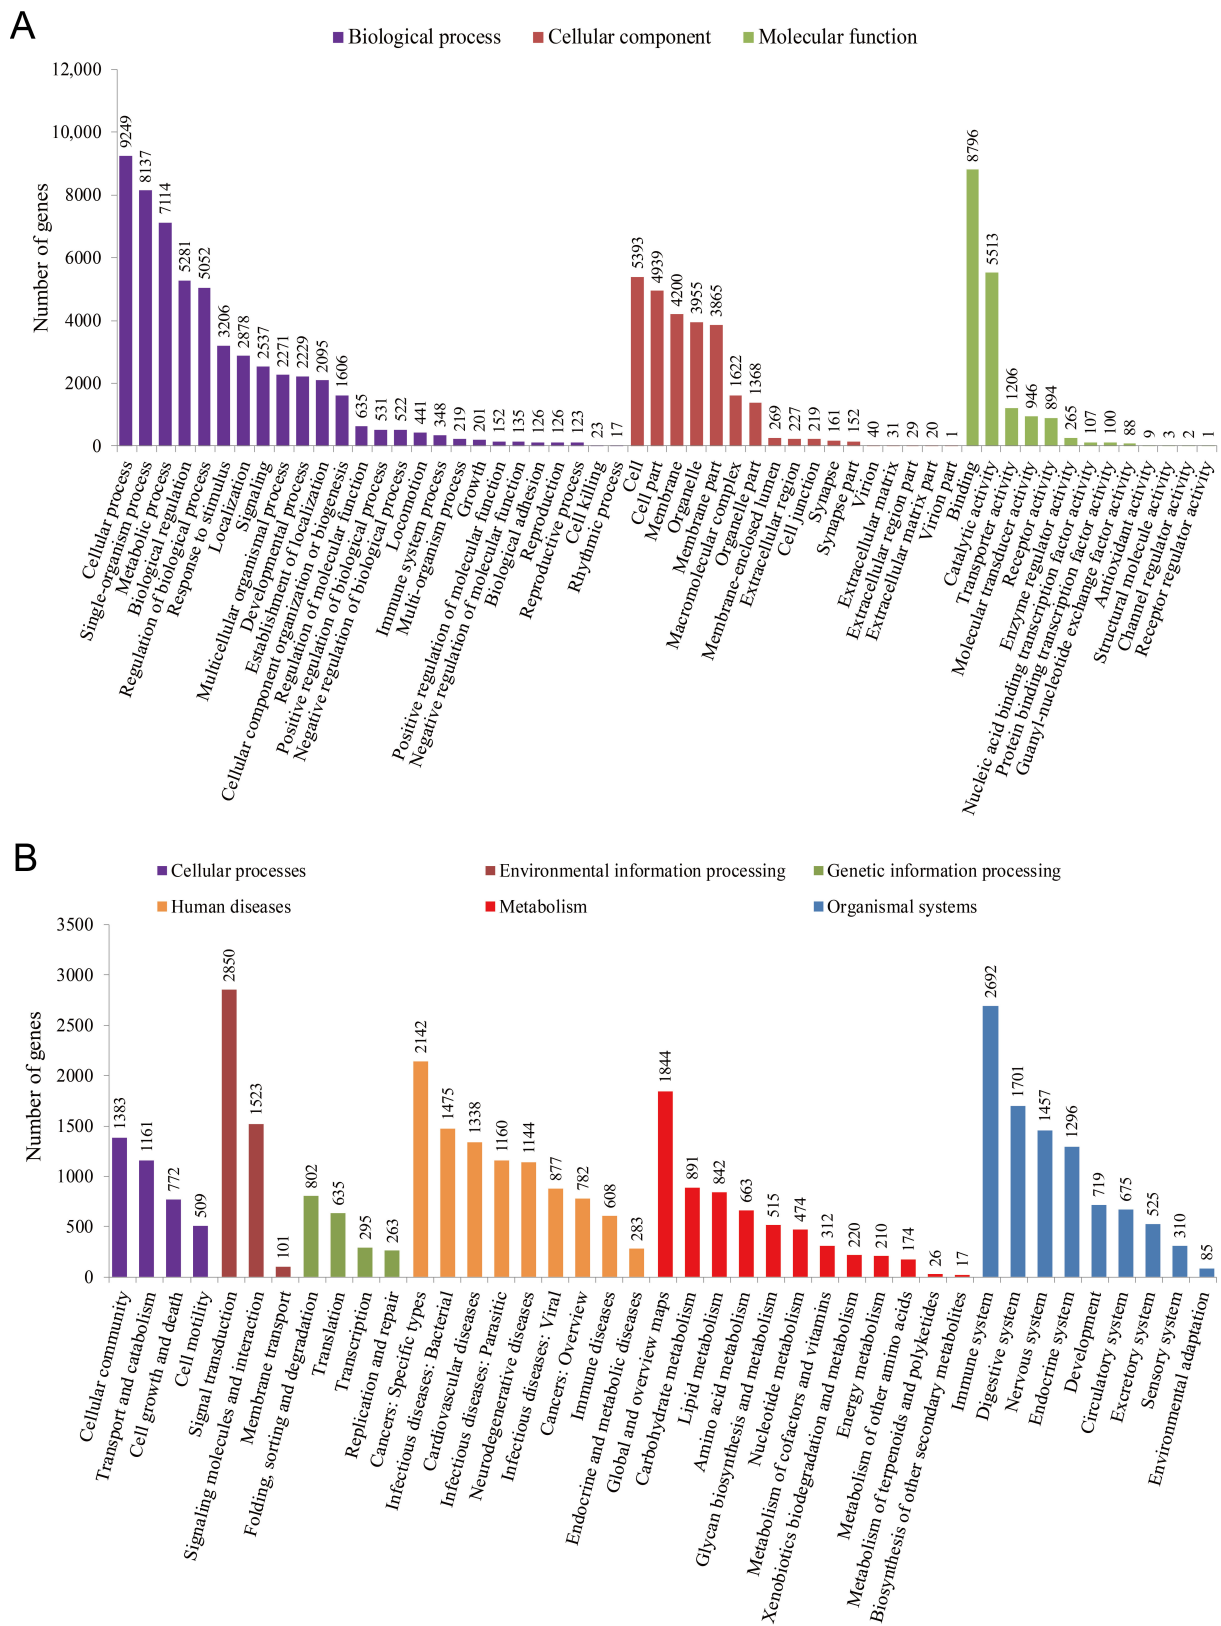 A
Biological process
Cellular component
Molecular function
Number of genes
12,000
10,000
8000
6000
4000
2000
0
9249
8137
7114
5281
5052
3206
2878
2537
2271
2229
2095
1606
635
531
522
441
348
219
201
152
135
126
126
123
23
17
5393
4939
4200
3955
3865
1622
1368
269
227
219
161
152
40
31
29
20
1
8796
5513
1206
946
894
265
107
100
88
9
3
2
1
Cellular process
Single-organism process
Metabolic process
Biological regulation
Regulation of biological process
Response to stimulus
Localization
Signaling
Multicellular organismal process
Developmental process
Establishment of localization
Cellular component organization or biogenesis
Regulation of molecular function
Positive regulation of biological process
Negative regulation of biological process
Locomotion
Immune system process
Multi-organism process
Growth
Positive regulation of molecular function
Negative regulation of molecular function
Biological adhesion
Reproduction
Reproductive process
Cell killing
Rhythmic process
Cell
Cell part
Membrane
Organelle
Membrane part
Macromolecular complex
Organelle part
Membrane-enclosed lumen
Extracellular region
Cell junction
Synapse
Synapse part
Virion
Extracellular matrix
Extracellular region part
Extracellular matrix part
Virion part
Binding
Catalytic activity
Transporter activity
Molecular transducer activity
Receptor activity
Enzyme regulator activity
Nucleic acid binding transcription factor activity
Protein binding transcription factor activity
Guanyl-nucleotide exchange factor activity
Antioxidant activity
Structural molecule activity
Channel regulator activity
Receptor regulator activity
B
Cellular processes
Environmental information processing
Genetic information processing
Human diseases
Metabolism
Organismal systems
Number of genes
3500
3000
2500
2000
1500
1000
500
0
1383
1161
772
509
2850
1523
101
802
635
295
263
2142
1475
1338
1160
1144
877
782
608
283
1844
891
842
663
515
474
312
220
210
174
26
17
2692
1701
1457
1296
719
675
525
310
85
Cellular community
Transport and catabolism
Cell growth and death
Cell motility
Signal transduction
Signaling molecules and interaction
Membrane transport
Folding, sorting and degradation
Translation
Transcription
Replication and repair
Cancers: Specific types
Infectious diseases: Bacterial
Cardiovascular diseases
Infectious diseases: Parasitic
Neurodegenerative diseases
Infectious diseases: Viral
Cancers: Overview
Immune diseases
Endocrine and metabolic diseases
Global and overview maps
Carbohydrate metabolism
Lipid metabolism
Amino acid metabolism
Glycan biosynthesis and metabolism
Nucleotide metabolism
Metabolism of cofactors and vitamins
Xenobiotics biodegradation and metabolism
Energy metabolism
Metabolism of other amino acids
Metabolism of terpenoids and polyketides
Biosynthesis of other secondary metabolites
Immune system
Digestive system
Nervous system
Endocrine system
Development
Circulatory system
Excretory system
Sensory system
Environmental adaptation